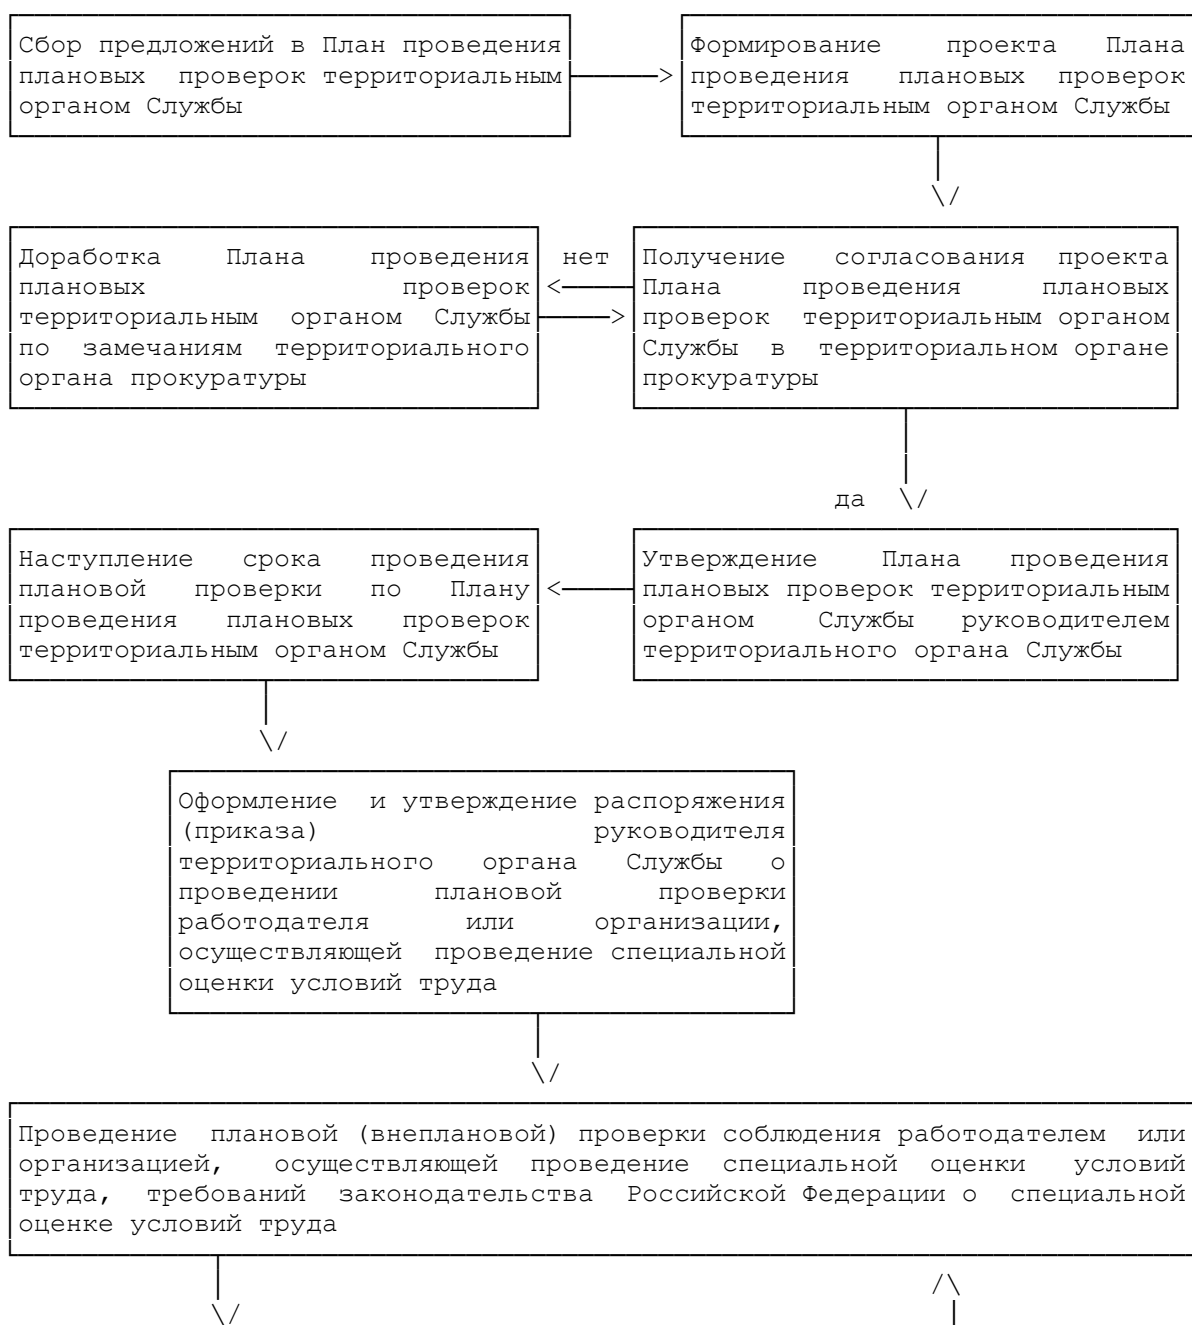 Сбор предложений в План проведения
плановых проверок территориальным
органом Службы
Формирование проекта Плана
проведения плановых проверок
территориальным органом Службы
Доработка Плана проведения
плановых проверок
территориальным органом Службы
по замечаниям территориального
органа прокуратуры
нет
Получение согласования проекта
Плана проведения плановых
проверок территориальным органом
Службы в территориальном органе
прокуратуры
да
Наступление срока проведения
плановой проверки по Плану
проведения плановых проверок
территориальным органом Службы
Утверждение Плана проведения
плановых проверок территориальным
органом Службы руководителем
территориального органа Службы
Оформление и утверждение распоряжения
(приказа) руководителя
территориального органа Службы о
проведении плановой проверки
работодателя или организации,
осуществляющей проведение специальной
оценки условий труда
Проведение плановой (внеплановой) проверки соблюдения работодателем или
организацией, осуществляющей проведение специальной оценки условий
труда, требований законодательства Российской Федерации о специальной
оценке условий труда